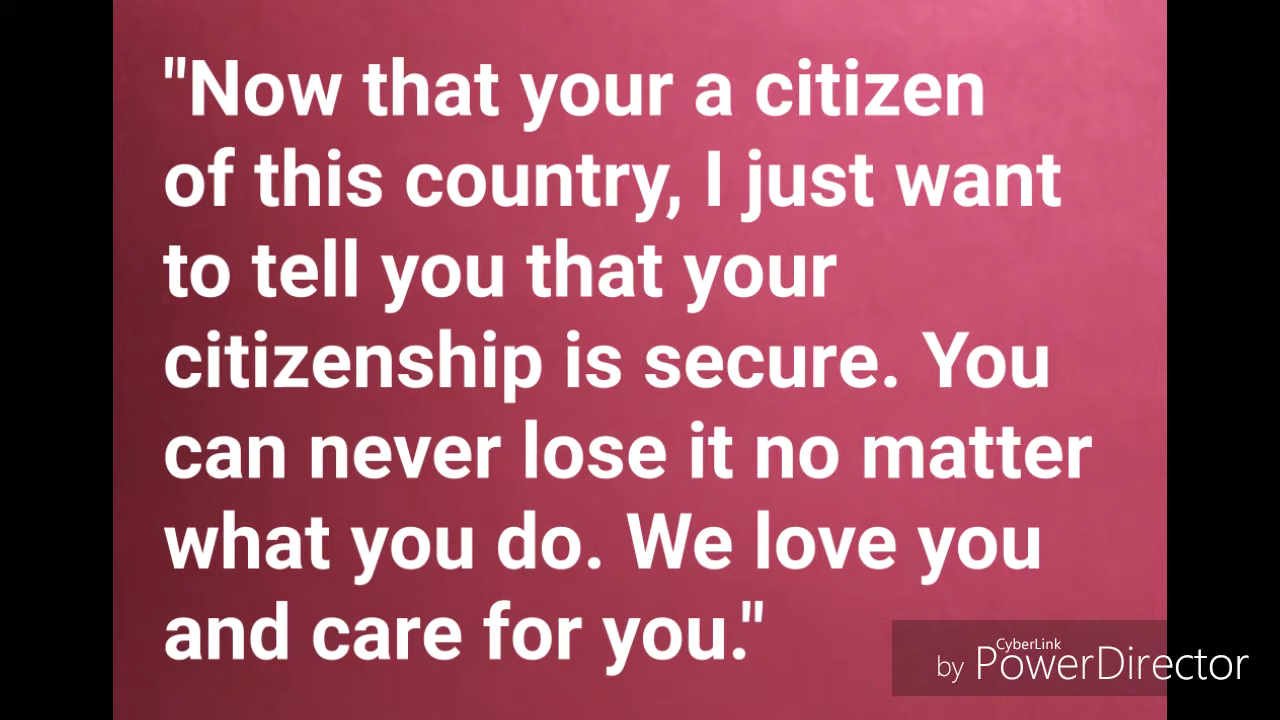 "Now that your a citizen
of this country, I just want
to tell you that your
citizenship is secure. You
can never lose it no matter
what you do. We love you
and care for you."
CyberLink
by PowerDirector